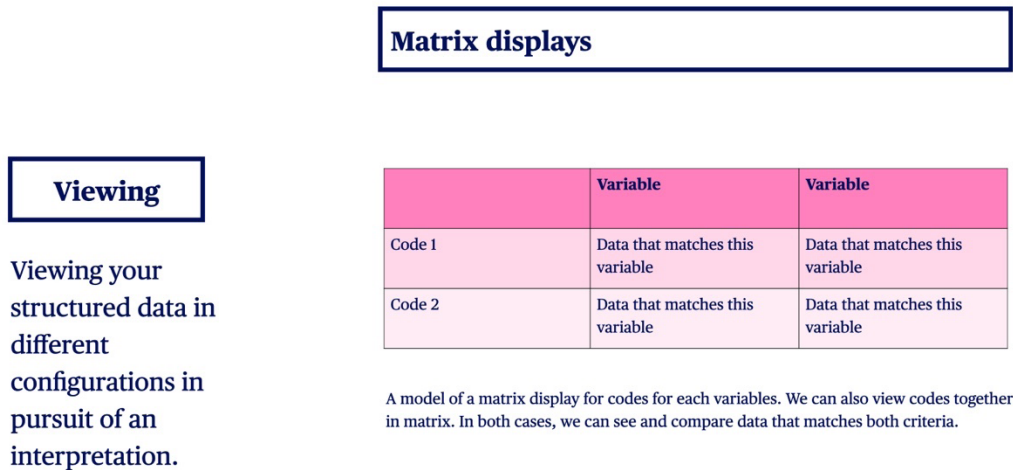 Matrix displays
Viewing
Viewing your
structured data in
different
configurations in
pursuit of an
interpretation.
Variable Variable
Code 1 Data that matches this variable Data that matches this variable
Code 2 Data that matches this variable Data that matches this variable
A model of a matrix display for codes for each variables. We can also view codes together
in matrix. In both cases, we can see and compare data that matches both criteria.